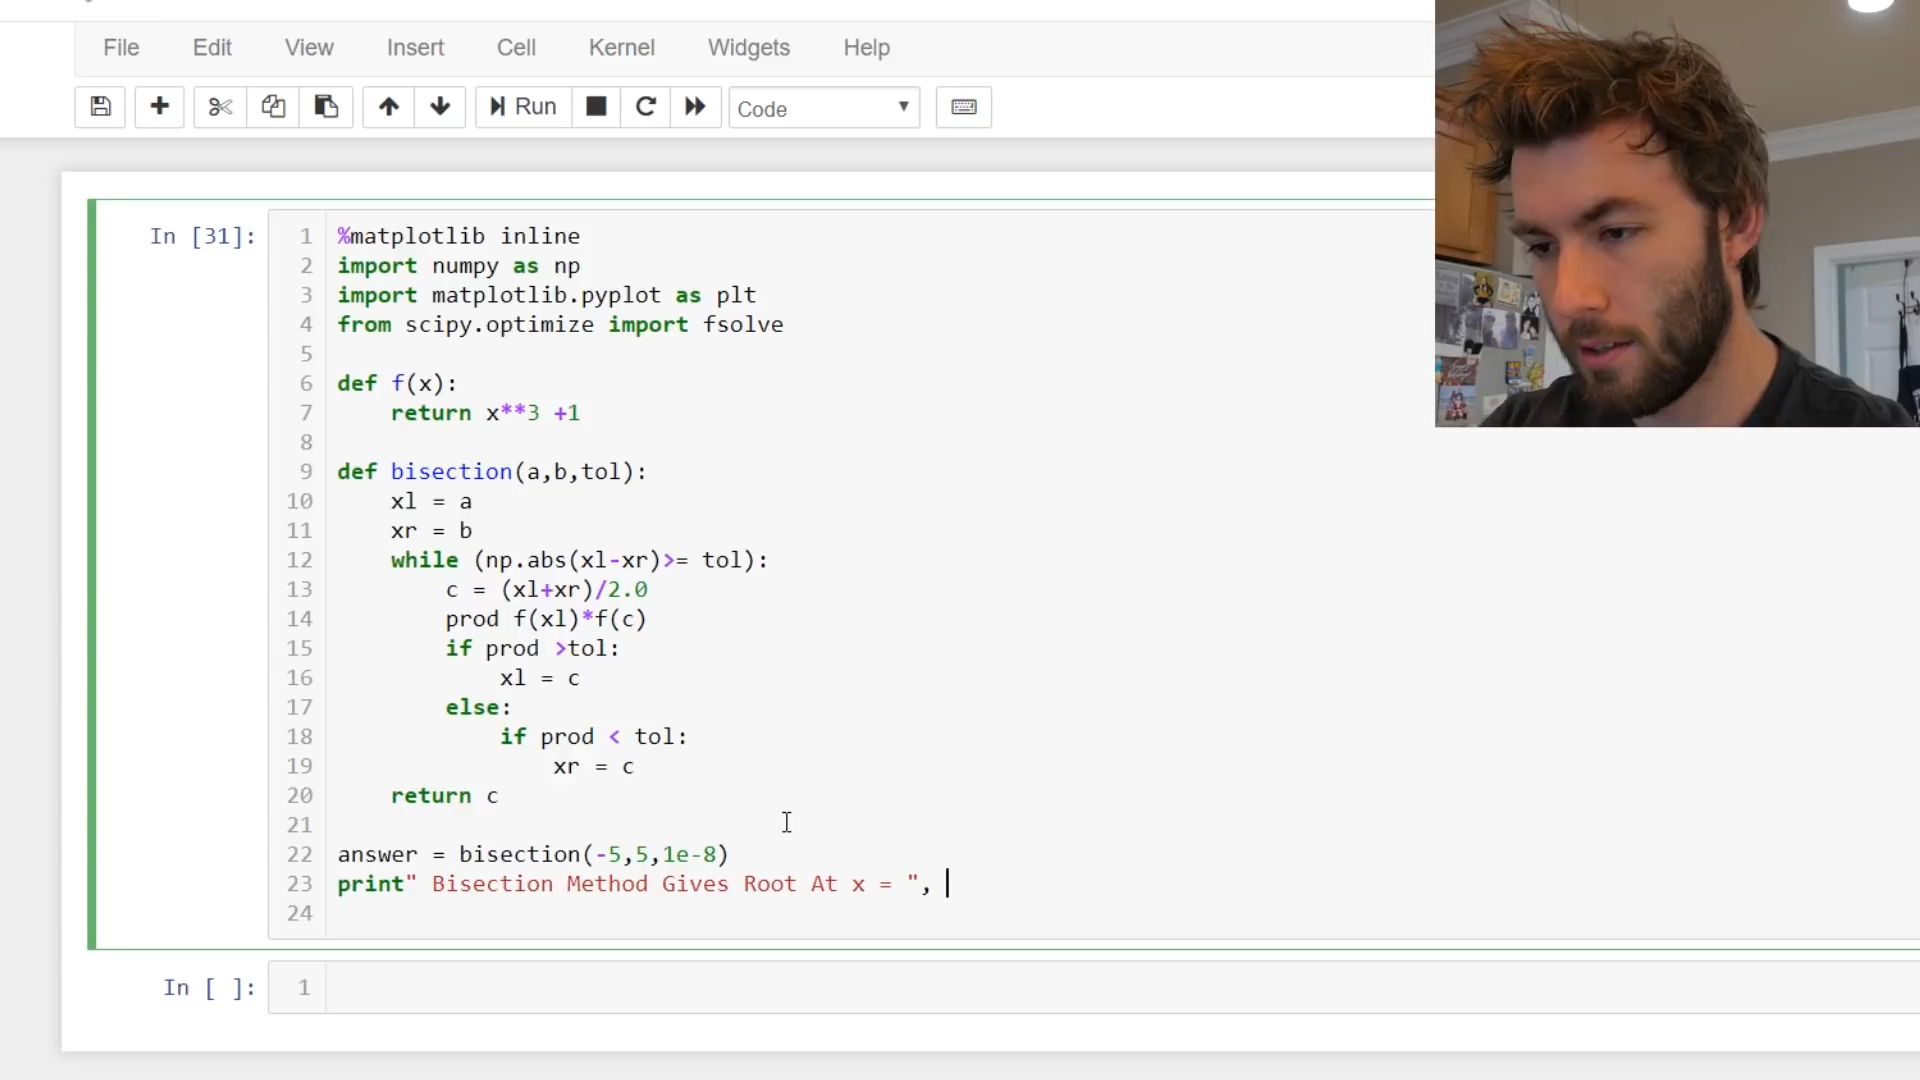 File Edit View Insert Cell Kernel Widgets Help
Run Code
In [31]:
1 %matplotlib inline
2 import numpy as np
3 import matplotlib.pyplot as plt
4 from scipy.optimize import fsolve
5
6 def f(x):
7 return x**3 +1
8
9 def bisection(a,b,tol):
10 xl = a
11 xr = b
12 while (np.abs(xl-xr)>= tol):
13 c = (xl+xr)/2.0
14 prod f(xl)*f(c)
15 if prod >tol:
16 xl = c
17 else:
18 if prod < tol:
19 xr = c
20 return c
21
22 answer = bisection(-5,5,1e-8)
23 print" Bisection Method Gives Root At x = ",
24
In [ ]: 1